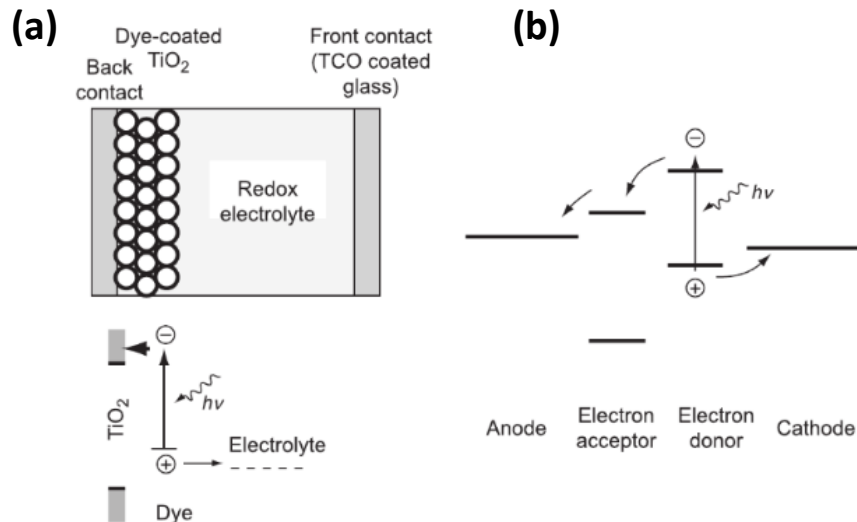 (a)
Dye-coated
TiO₂
Back
contact
Front contact
(TCO coated
glass)
Redox
electrolyte
−
hν
TiO₂
+
Electrolyte
Dye
(b)
−
hν
+
Anode
Electron
acceptor
Electron
donor
Cathode